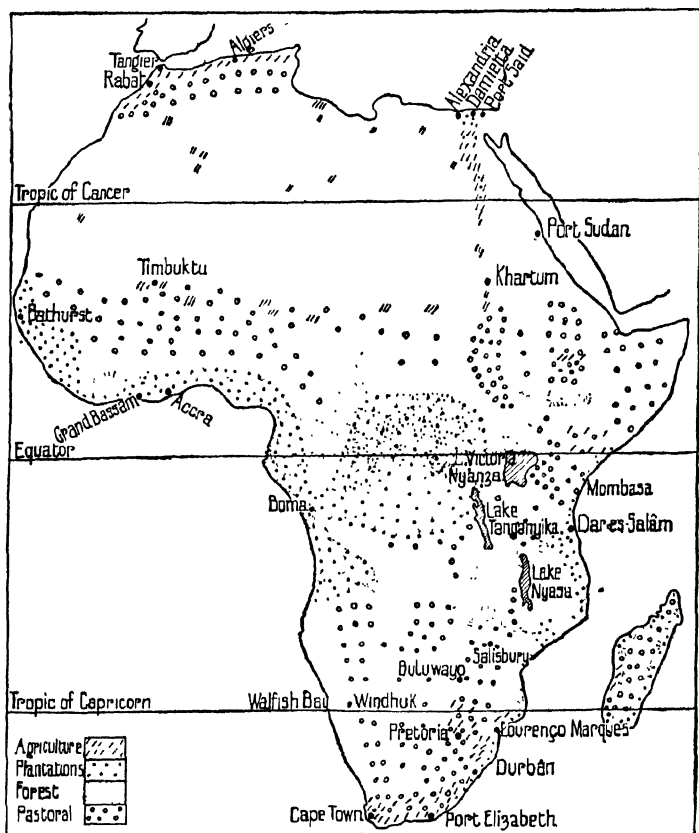 Algiers
Tangier
Rabat
Alexandria
Damietta
Port Said
Tropic of Cancer
Port Sudan
Timbuktu
Khartum
Bathurst
Grand Bassam
Accra
Equator
L. Victoria
Nyanza
Mombasa
Boma
Lake
Tanganyika
Dar-es-Salâm
Lake
Nyasa
Salisbury
Buluwayo
Tropic of Capricorn
Walfish Bay
Windhuk
Pretoria
Lourenço Marques
Agriculture
Plantations
Durbân
Forest
Pastoral
Cape Town
Port Elizabeth